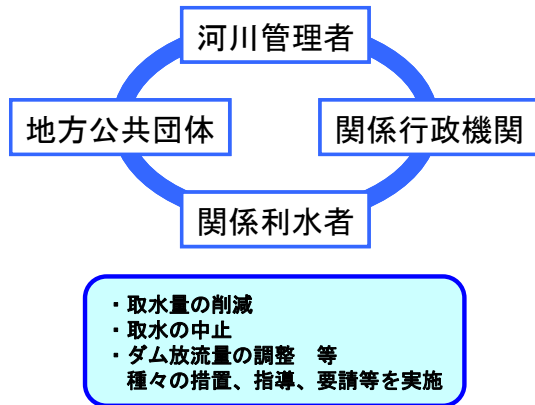 河川管理者
地方公共団体
関係行政機関
関係利水者
・取水量の削減
・取水の中止
・ダム放流量の調整　等
種々の措置、指導、要請等を実施